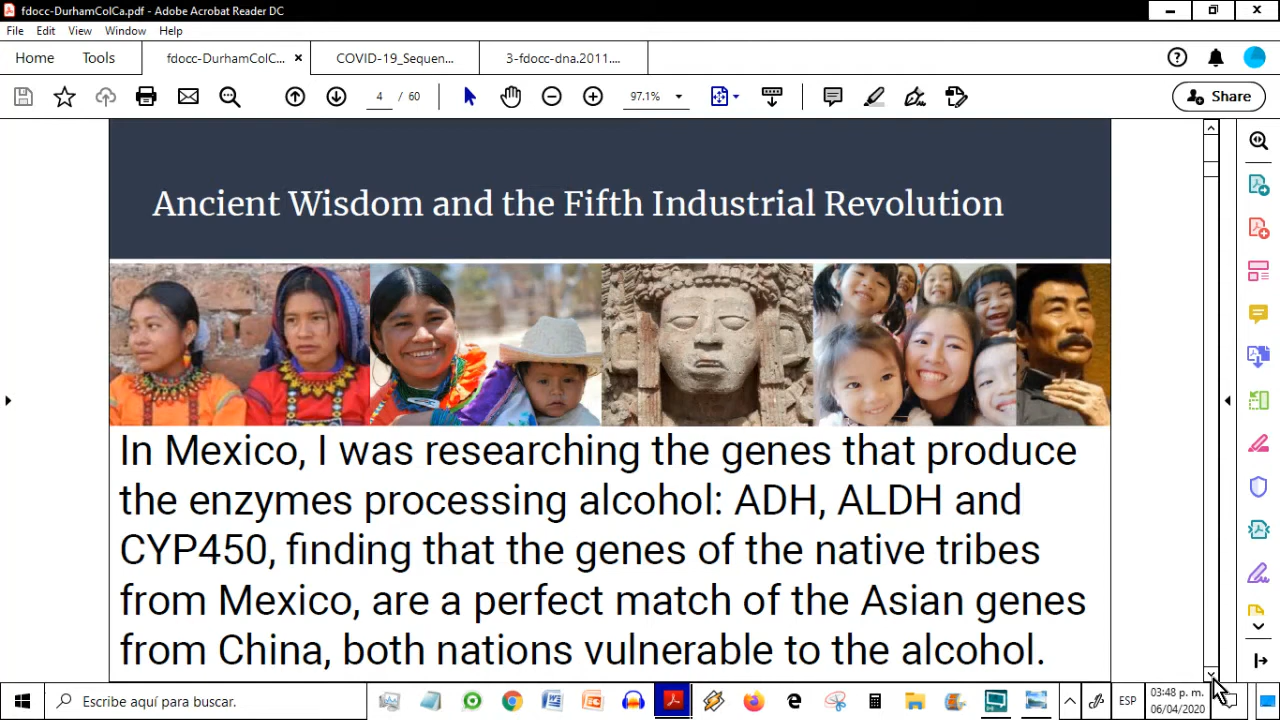 fdocc-DurhamColCa.pdf - Adobe Acrobat Reader DC
File Edit View Window Help
Home Tools fdocc-DurhamColC... × COVID-19_Sequen... 3-fdocc-dna.2011....
4 / 60 97.1% Share
Ancient Wisdom and the Fifth Industrial Revolution
In Mexico, I was researching the genes that produce
the enzymes processing alcohol: ADH, ALDH and
CYP450, finding that the genes of the native tribes
from Mexico, are a perfect match of the Asian genes
from China, both nations vulnerable to the alcohol.
Escribe aquí para buscar.
ESP
03:48 p. m.
06/04/2020